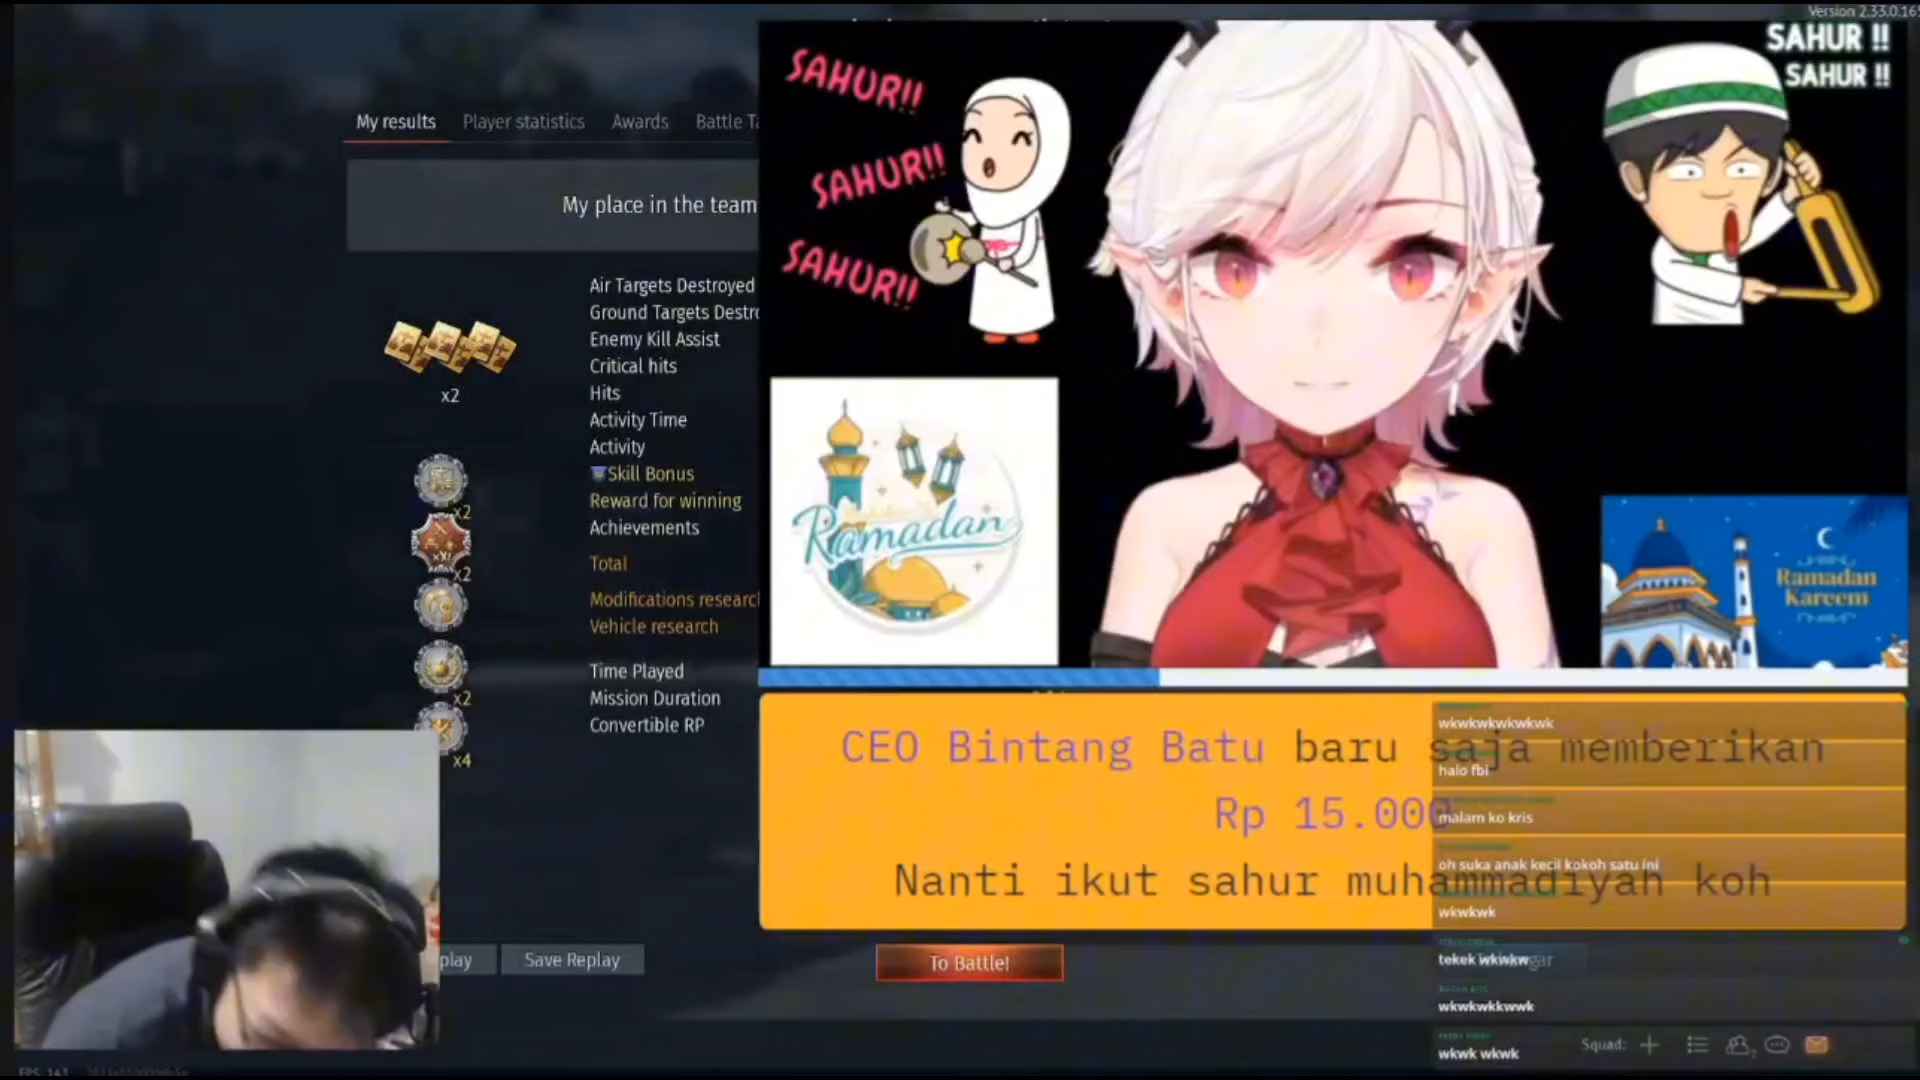 Version 2.33.0.16
SAHUR !!
SAHUR !!
SAHUR!!
SAHUR!!
SAHUR!!
My results
Player statistics
Awards
Battle Ta
My place in the team
Air Targets Destroyed
Ground Targets Destro
Enemy Kill Assist
Critical hits
Hits
Activity Time
Activity
Skill Bonus
Reward for winning
Achievements
Total
Modifications research
Vehicle research
Time Played
Mission Duration
Convertible RP
x2
x2
x2
x2
x4
Ramadan
Ramadan
Kareem
CEO Bintang Batu baru saja memberikan
Rp 15.000
Nanti ikut sahur muhammadiyah koh
wkwkwkwkwkwk
halo fbi
malam ko kris
oh suka anak kecil kokoh satu ini
wkwkwk
tekek wkwkw
wkwkwkkwwk
wkwk wkwk
play
Save Replay
To Battle!
Squad:
FPS: 143